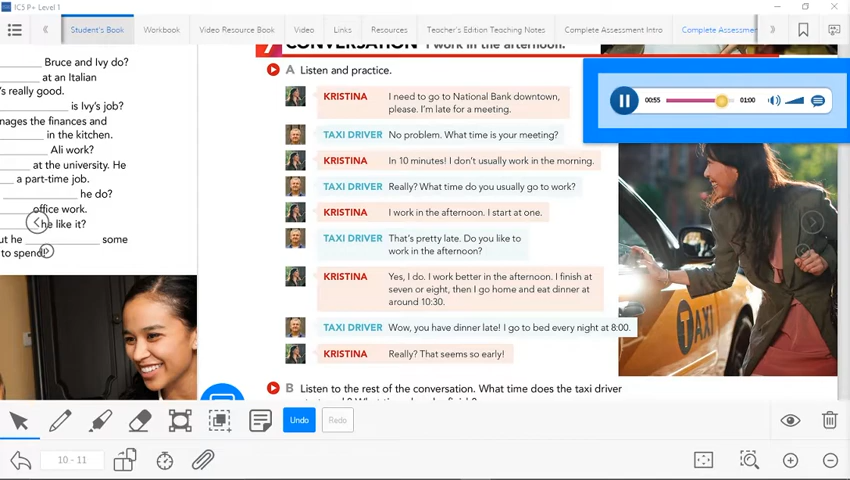 IC5 P+ Level 1
Student's Book
Workbook
Video Resource Book
Video
Links
Resources
Teacher's Edition Teaching Notes
Complete Assessment Intro
Complete Assessm
7 CONVERSATION I work in the afternoon.
Bruce and Ivy do?
at an Italian
's really good.
is Ivy's job?
nages the finances and
in the kitchen.
Ali work?
at the university. He
a part-time job.
he do?
office work.
he like it?
ut he some
to spend!
A Listen and practice.
KRISTINA I need to go to National Bank downtown,
please. I'm late for a meeting.
TAXI DRIVER No problem. What time is your meeting?
KRISTINA In 10 minutes! I don't usually work in the morning.
TAXI DRIVER Really? What time do you usually go to work?
KRISTINA I work in the afternoon. I start at one.
TAXI DRIVER That's pretty late. Do you like to
work in the afternoon?
KRISTINA Yes, I do. I work better in the afternoon. I finish at
seven or eight, then I go home and eat dinner at
around 10:30.
TAXI DRIVER Wow, you have dinner late! I go to bed every night at 8:00.
KRISTINA Really? That seems so early!
B Listen to the rest of the conversation. What time does the taxi driver
00:55
01:00
TAXI
Undo
Redo
10 - 11